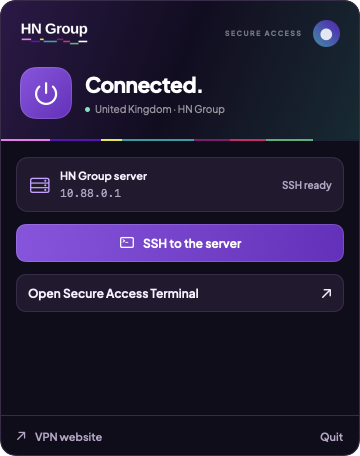 HN Group
SECURE ACCESS
Connected.
United Kingdom · HN Group
HN Group server
10.88.0.1
SSH ready
SSH to the server
Open Secure Access Terminal
VPN website
Quit